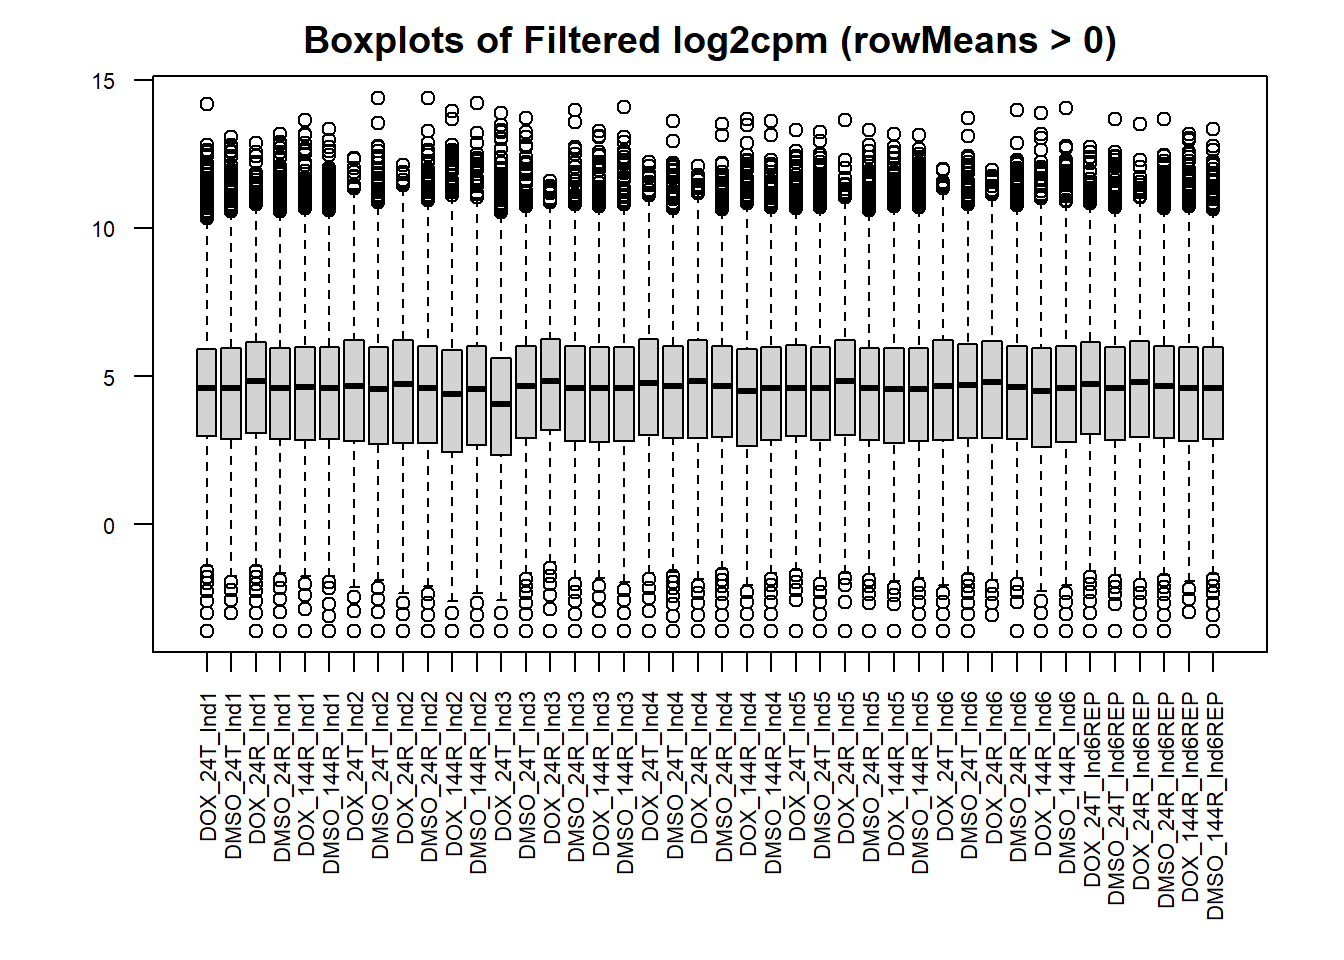 Boxplots of Filtered log2cpm (rowMeans > 0)
15
10
5
0
DOX_24T_Ind1
DMSO_24T_Ind1
DOX_24R_Ind1
DMSO_24R_Ind1
DOX_144R_Ind1
DMSO_144R_Ind1
DOX_24T_Ind2
DMSO_24T_Ind2
DOX_24R_Ind2
DMSO_24R_Ind2
DOX_144R_Ind2
DMSO_144R_Ind2
DOX_24T_Ind3
DMSO_24T_Ind3
DOX_24R_Ind3
DMSO_24R_Ind3
DOX_144R_Ind3
DMSO_144R_Ind3
DOX_24T_Ind4
DMSO_24T_Ind4
DOX_24R_Ind4
DMSO_24R_Ind4
DOX_144R_Ind4
DMSO_144R_Ind4
DOX_24T_Ind5
DMSO_24T_Ind5
DOX_24R_Ind5
DMSO_24R_Ind5
DOX_144R_Ind5
DMSO_144R_Ind5
DOX_24T_Ind6
DMSO_24T_Ind6
DOX_24R_Ind6
DMSO_24R_Ind6
DOX_144R_Ind6
DMSO_144R_Ind6
DOX_24T_Ind6REP
DMSO_24T_Ind6REP
DOX_24R_Ind6REP
DMSO_24R_Ind6REP
DOX_144R_Ind6REP
DMSO_144R_Ind6REP